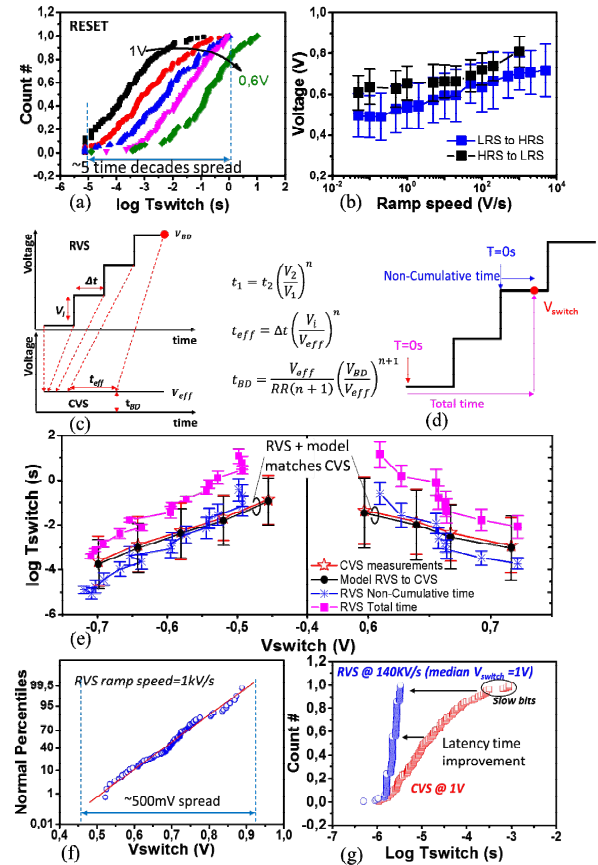 RESET
1V
0,6V
~5 time decades spread
1,2
1,0
0,8
0,6
0,4
0,2
0,0
Count #
-6 -5 -4 -3 -2 -1 0 1 2
log Tswitch (s)
(a)
1,0
0,8
0,6
0,4
0,2
Voltage (V)
LRS to HRS
HRS to LRS
10⁻² 10⁰ 10² 10⁴
Ramp speed (V/s)
(b)
Voltage
RVS
V_BD
Δt
V_i
time
Voltage
t_eff
V_eff
CVS
t_BD
time
(c)
t₁ = t₂ (V₂/V₁)ⁿ
t_eff = Δt (V_i/V_eff)ⁿ
t_BD = V_eff/RR(n + 1) (V_BD/V_eff)ⁿ⁺¹
T=0s
Non-Cumulative time
V_switch
T=0s
Total time
(d)
2
0
-2
-4
-6
log Tswitch (s)
RVS + model
matches CVS
CVS measurements
Model RVS to CVS
RVS Non-Cumulative time
RVS Total time
-0,7 -0,6 -0,5 -0,4 0,6 0,7
Vswitch (V)
(e)
RVS ramp speed=1kV/s
99,5
95
70
40
10
1
0,01
Normal Percentiles
~500mV spread
0,4 0,5 0,6 0,7 0,8 0,9 1,0
Vswitch (V)
(f)
RVS @ 140KV/s (median V_switch =1V)
Slow bits
Latency time
improvement
CVS @ 1V
1,0
0,8
0,6
0,4
0,2
0,0
Count #
-7 -6 -5 -4 -3 -2
Log Tswitch (s)
(g)